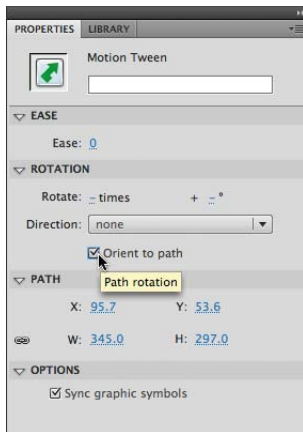 PROPERTIES LIBRARY
Motion Tween
EASE
Ease: 0
ROTATION
Rotate: - times + - °
Direction: none
Orient to path
Path rotation
PATH
X: 95.7 Y: 53.6
W: 345.0 H: 297.0
OPTIONS
Sync graphic symbols